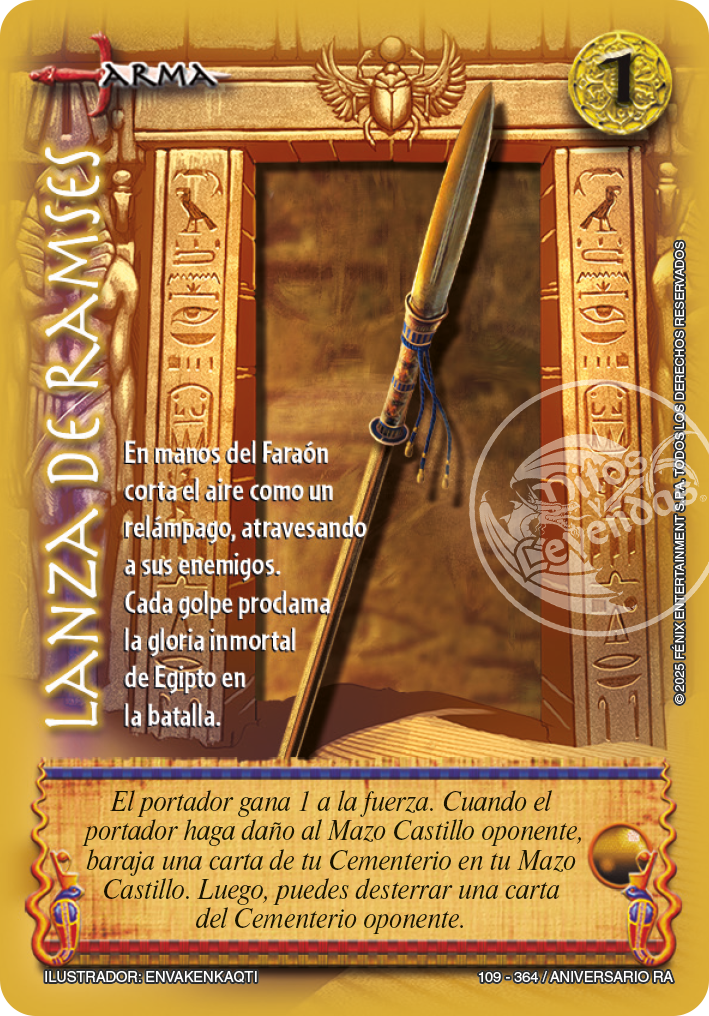 ARMA
1
LANZA DE RAMSES
En manos del Faraón
corta el aire como un
relámpago, atravesando
a sus enemigos.
Cada golpe proclama
la gloria inmortal
de Egipto en
la batalla.
Mitos
y
Leyendas
®
© 2025 FÉNIX ENTERTAINMENT S.P.A. TODOS LOS DERECHOS RESERVADOS
El portador gana 1 a la fuerza. Cuando el
portador haga daño al Mazo Castillo oponente,
baraja una carta de tu Cementerio en tu Mazo
Castillo. Luego, puedes desterrar una carta
del Cementerio oponente.
ILUSTRADOR: ENVAKENKAQTI
109 - 364 / ANIVERSARIO RA